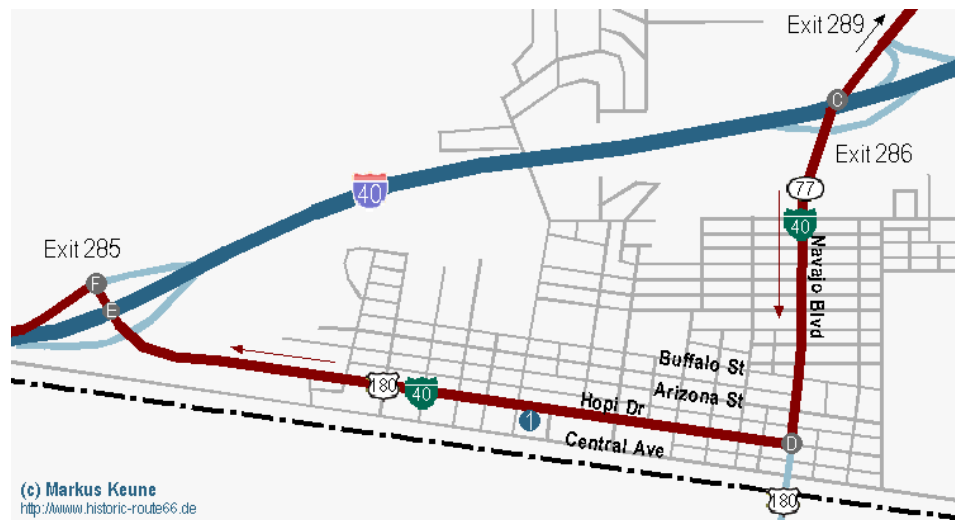 Exit 289
C
Exit 286
77
40
40
Navajo Blvd
Exit 285
F
E
Buffalo St
Arizona St
180
40
Hopi Dr
1
Central Ave
D
180
(c) Markus Keune
http://www.historic-route66.de